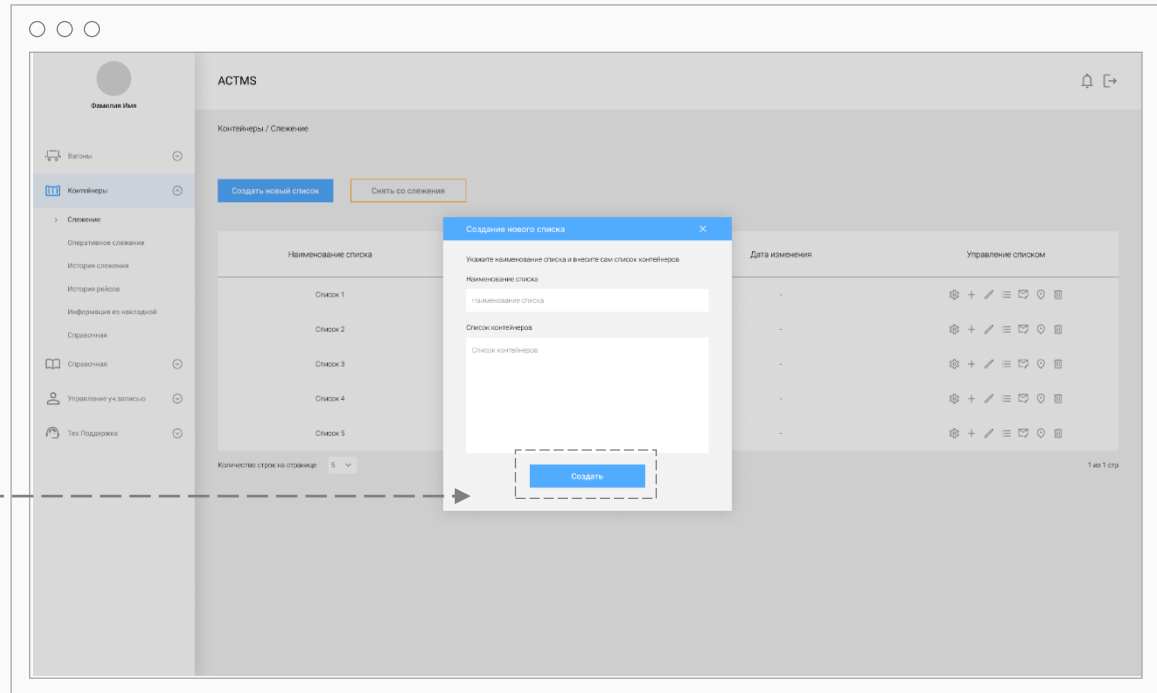 Фамилия Имя
ACTMS
Контейнеры / Слежение
Вагоны
Контейнеры
Слежение
Оперативное слежение
История слежения
История рейсов
Информация из накладной
Справочная
Справочная
Управление уч.записью
Тех.Поддержка
Создать новый список
Снять со слежения
Наименование списка
Дата изменения
Управление списком
Список 1
-
Список 2
-
Список 3
-
Список 4
-
Список 5
-
Количество строк на странице
5
1 из 1 стр
Создание нового списка
Укажите наименование списка и внесите сам список контейнеров
Наименование списка
Наименование списка
Список контейнеров
Список контейнеров
Создать